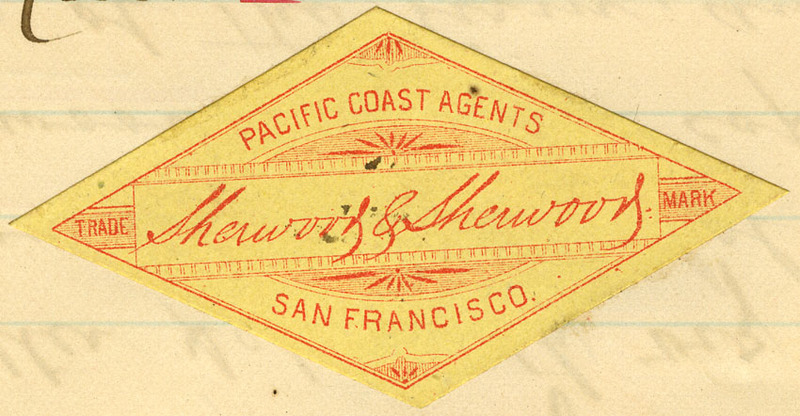 PACIFIC COAST AGENTS
TRADE Sherwood & Sherwood. MARK
SAN FRANCISCO.